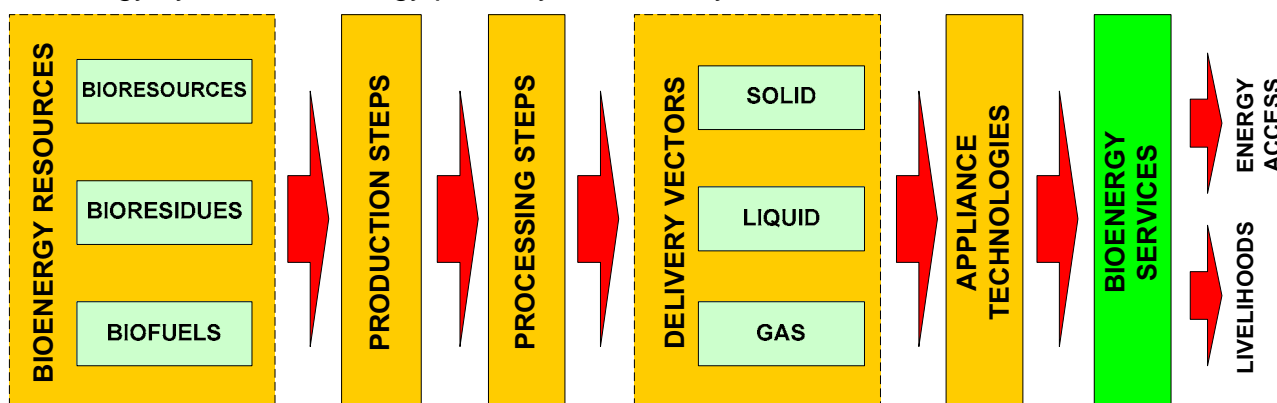 BIOENERGY RESOURCES
BIORESOURCES
BIORESIDUES
BIOFUELS
PRODUCTION STEPS
PROCESSING STEPS
DELIVERY VECTORS
SOLID
LIQUID
GAS
APPLIANCE
TECHNOLOGIES
BIOENERGY
SERVICES
ENERGY
ACCESS
LIVELIHOODS